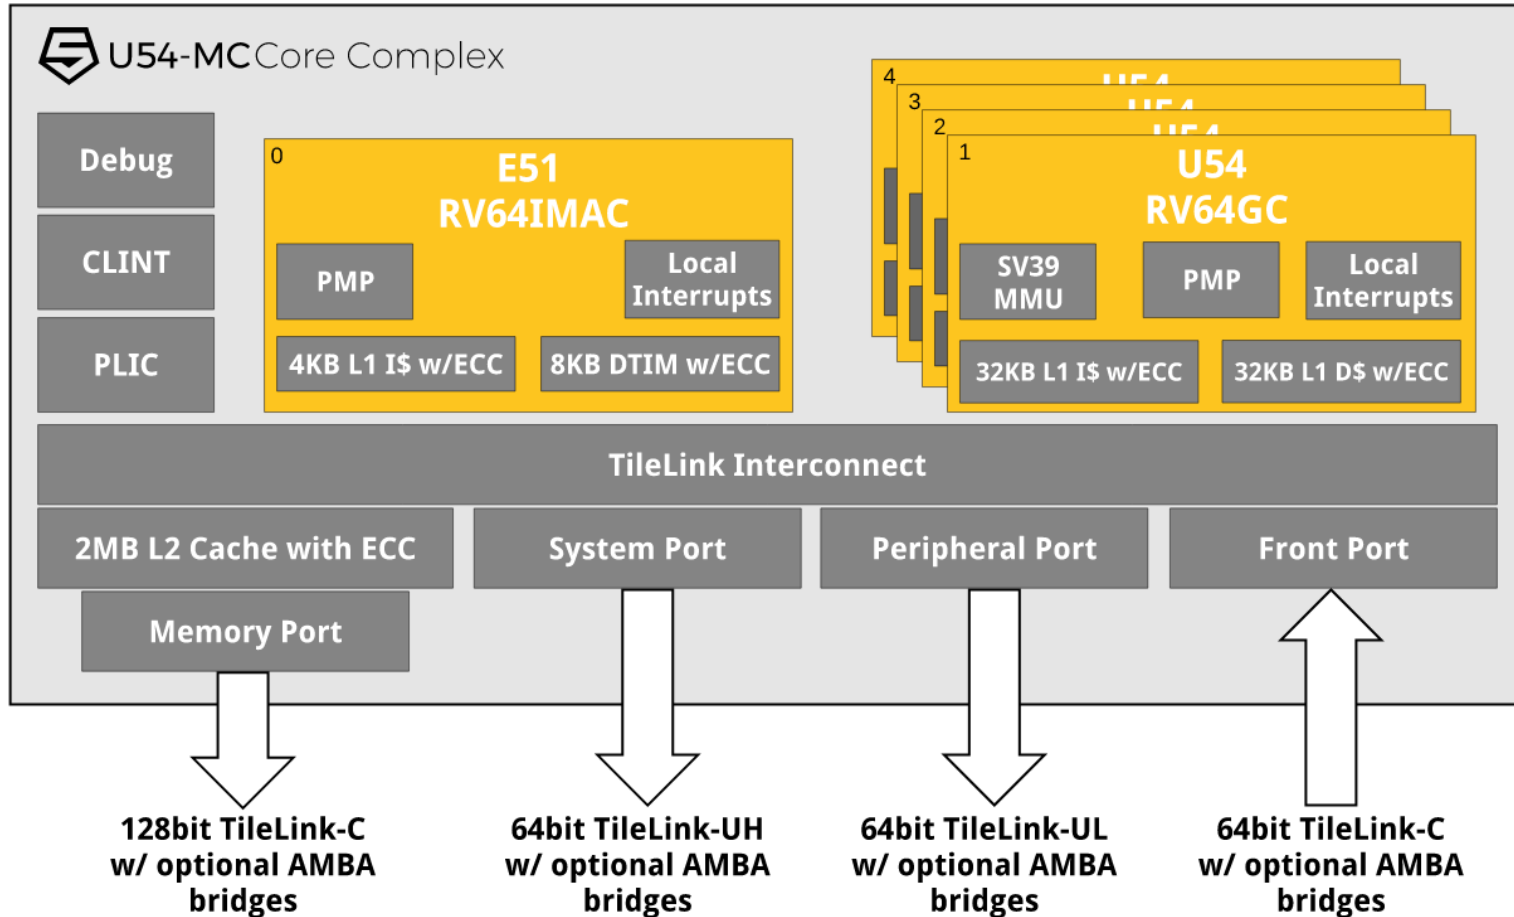 U54-MC Core Complex
Debug
CLINT
PLIC
0
E51
RV64IMAC
PMP
Local
Interrupts
4KB L1 I$ w/ECC
8KB DTIM w/ECC
4
U54
3
U54
2
U54
1
U54
RV64GC
SV39
MMU
PMP
Local
Interrupts
32KB L1 I$ w/ECC
32KB L1 D$ w/ECC
TileLink Interconnect
2MB L2 Cache with ECC
System Port
Peripheral Port
Front Port
Memory Port
128bit TileLink-C
w/ optional AMBA
bridges
64bit TileLink-UH
w/ optional AMBA
bridges
64bit TileLink-UL
w/ optional AMBA
bridges
64bit TileLink-C
w/ optional AMBA
bridges